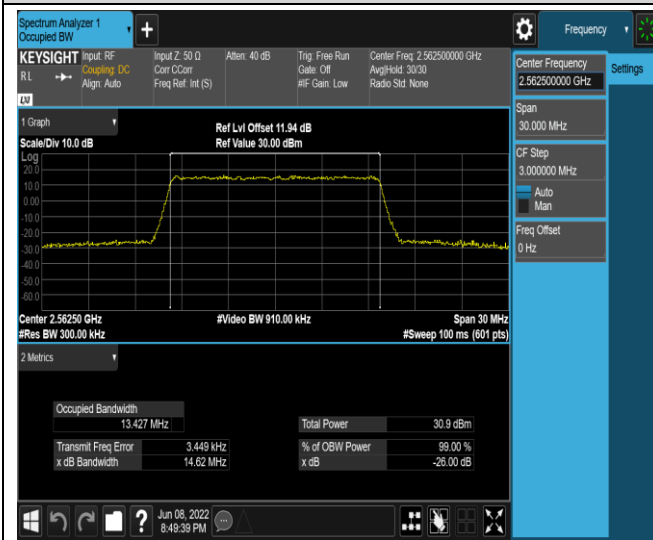 Spectrum Analyzer 1
Occupied BW
+
Frequency
KEYSIGHT
RL
LXI
Input: RF
Coupling: DC
Align: Auto
Input Z: 50 Ω
Corr CCorr
Freq Ref: Int (S)
Atten: 40 dB
Trig: Free Run
Gate: Off
#IF Gain: Low
Center Freq: 2.562500000 GHz
Avg|Hold: 30/30
Radio Std: None
Center Frequency
2.562500000 GHz
Settings
Span
30.000 MHz
CF Step
3.000000 MHz
Auto
Man
Freq Offset
0 Hz
1 Graph
Scale/Div 10.0 dB
Ref Lvl Offset 11.94 dB
Ref Value 30.00 dBm
Log
20.0
10.0
0.00
-10.0
-20.0
-30.0
-40.0
-50.0
-60.0
Center 2.56250 GHz
#Video BW 910.00 kHz
Span 30 MHz
#Res BW 300.00 kHz
#Sweep 100 ms (601 pts)
2 Metrics
Occupied Bandwidth
13.427 MHz
Total Power 30.9 dBm
Transmit Freq Error 3.449 kHz
% of OBW Power 99.00 %
x dB Bandwidth 14.62 MHz
x dB -26.00 dB
?
Jun 08, 2022
8:49:39 PM